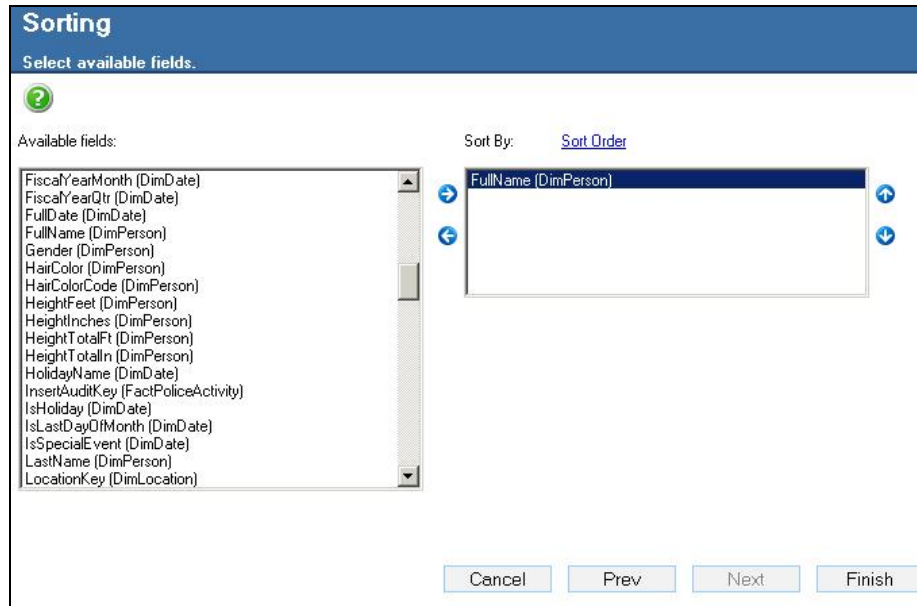 Sorting
Select available fields.
?
Available fields:
Sort By: Sort Order
FiscalYearMonth (DimDate)
FiscalYearQtr (DimDate)
FullDate (DimDate)
FullName (DimPerson)
Gender (DimPerson)
HairColor (DimPerson)
HairColorCode (DimPerson)
HeightFeet (DimPerson)
HeightInches (DimPerson)
HeightTotalFt (DimPerson)
HeightTotalIn (DimPerson)
HolidayName (DimDate)
InsertAuditKey (FactPoliceActivity)
IsHoliday (DimDate)
IsLastDayOfMonth (DimDate)
IsSpecialEvent (DimDate)
LastName (DimPerson)
LocationKey (DimLocation)
FullName (DimPerson)
Cancel Prev Next Finish